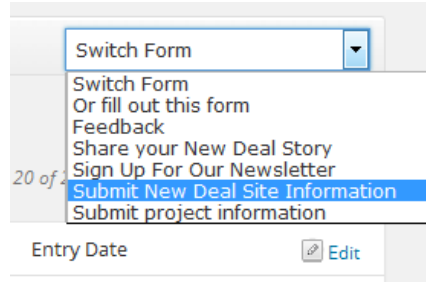 Switch Form
Switch Form
Or fill out this form
Feedback
Share your New Deal Story
Sign Up For Our Newsletter
20 of
Submit New Deal Site Information
Submit project information
Entry Date Edit